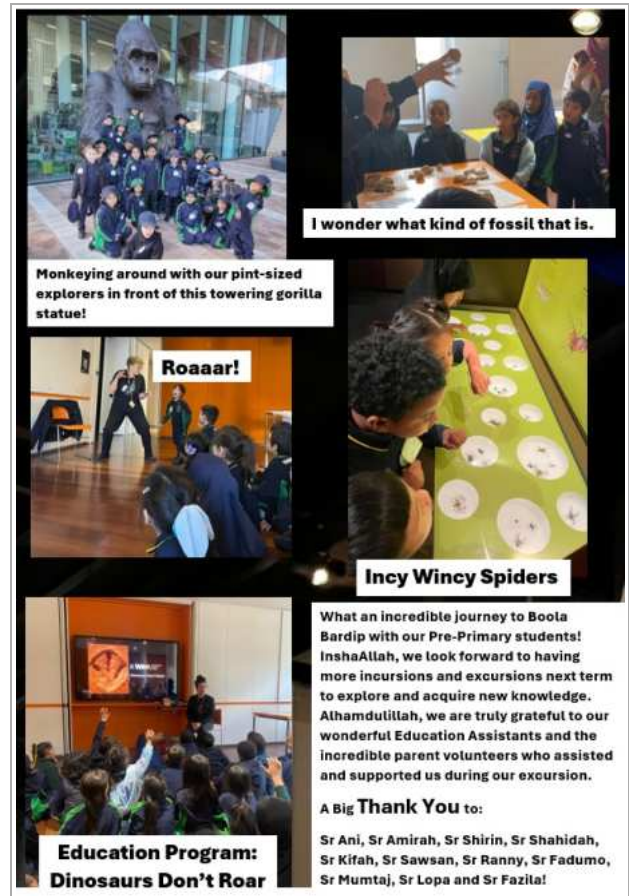 Monkeying around with our pint-sized
explorers in front of this towering gorilla
statue!
I wonder what kind of fossil that is.
Roaaar!
Incy Wincy Spiders
Education Program:
Dinosaurs Don’t Roar
What an incredible journey to Boola
Bardip with our Pre-Primary students!
InshaAllah, we look forward to having
more incursions and excursions next term
to explore and acquire new knowledge.
Alhamdulillah, we are truly grateful to our
wonderful Education Assistants and the
incredible parent volunteers who assisted
and supported us during our excursion.
A Big Thank You to:
Sr Ani, Sr Amirah, Sr Shirin, Sr Shahidah,
Sr Kifah, Sr Sawsan, Sr Ranny, Sr Fadumo,
Sr Mumtaj, Sr Lopa and Sr Fazila!